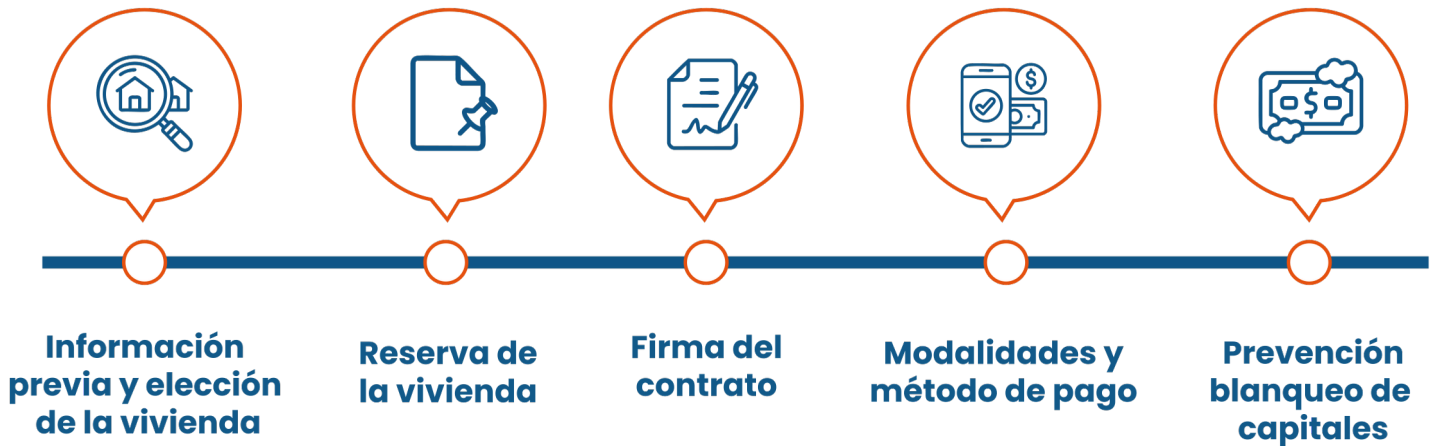 Información
previa y elección
de la vivienda
Reserva de
la vivienda
Firma del
contrato
Modalidades y
método de pago
Prevención
blanqueo de
capitales